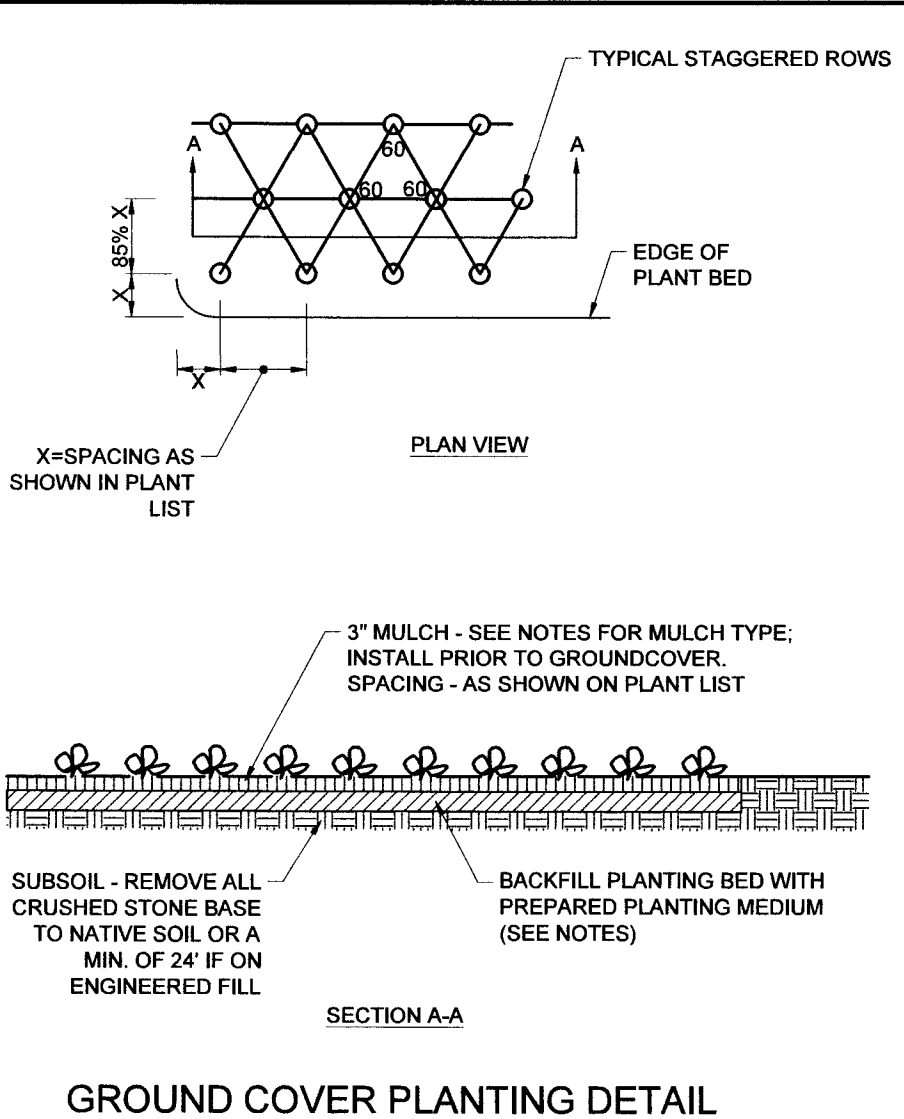 TYPICAL STAGGERED ROWS
A
A
60
60
60
85% X
X
EDGE OF
PLANT BED
X
X=SPACING AS
SHOWN IN PLANT
LIST
PLAN VIEW
3" MULCH - SEE NOTES FOR MULCH TYPE;
INSTALL PRIOR TO GROUNDCOVER.
SPACING - AS SHOWN ON PLANT LIST
SUBSOIL - REMOVE ALL
CRUSHED STONE BASE
TO NATIVE SOIL OR A
MIN. OF 24' IF ON
ENGINEERED FILL
BACKFILL PLANTING BED WITH
PREPARED PLANTING MEDIUM
(SEE NOTES)
SECTION A-A
GROUND COVER PLANTING DETAIL